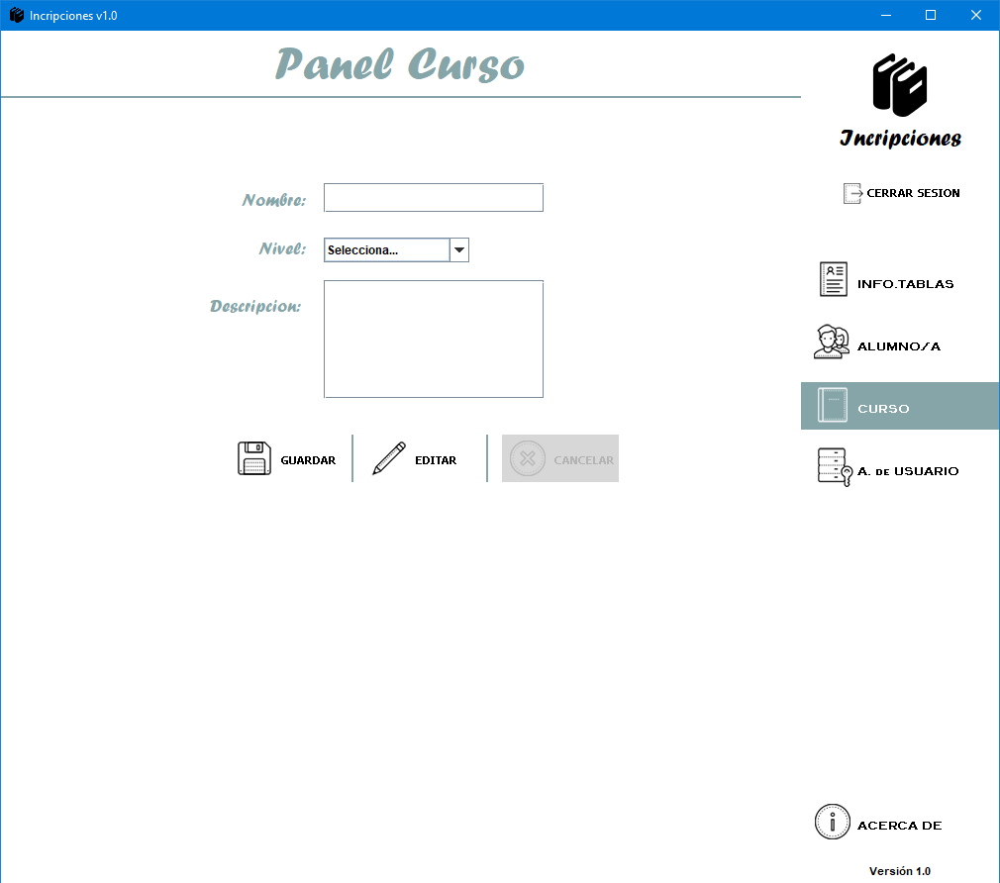 Incripciones v1.0
Panel Curso
Incripciones
CERRAR SESION
Nombre:
Nivel:
Selecciona...
Descripcion:
GUARDAR
EDITAR
CANCELAR
INFO.TABLAS
ALUMNO/A
CURSO
A. DE USUARIO
ACERCA DE
Versión 1.0